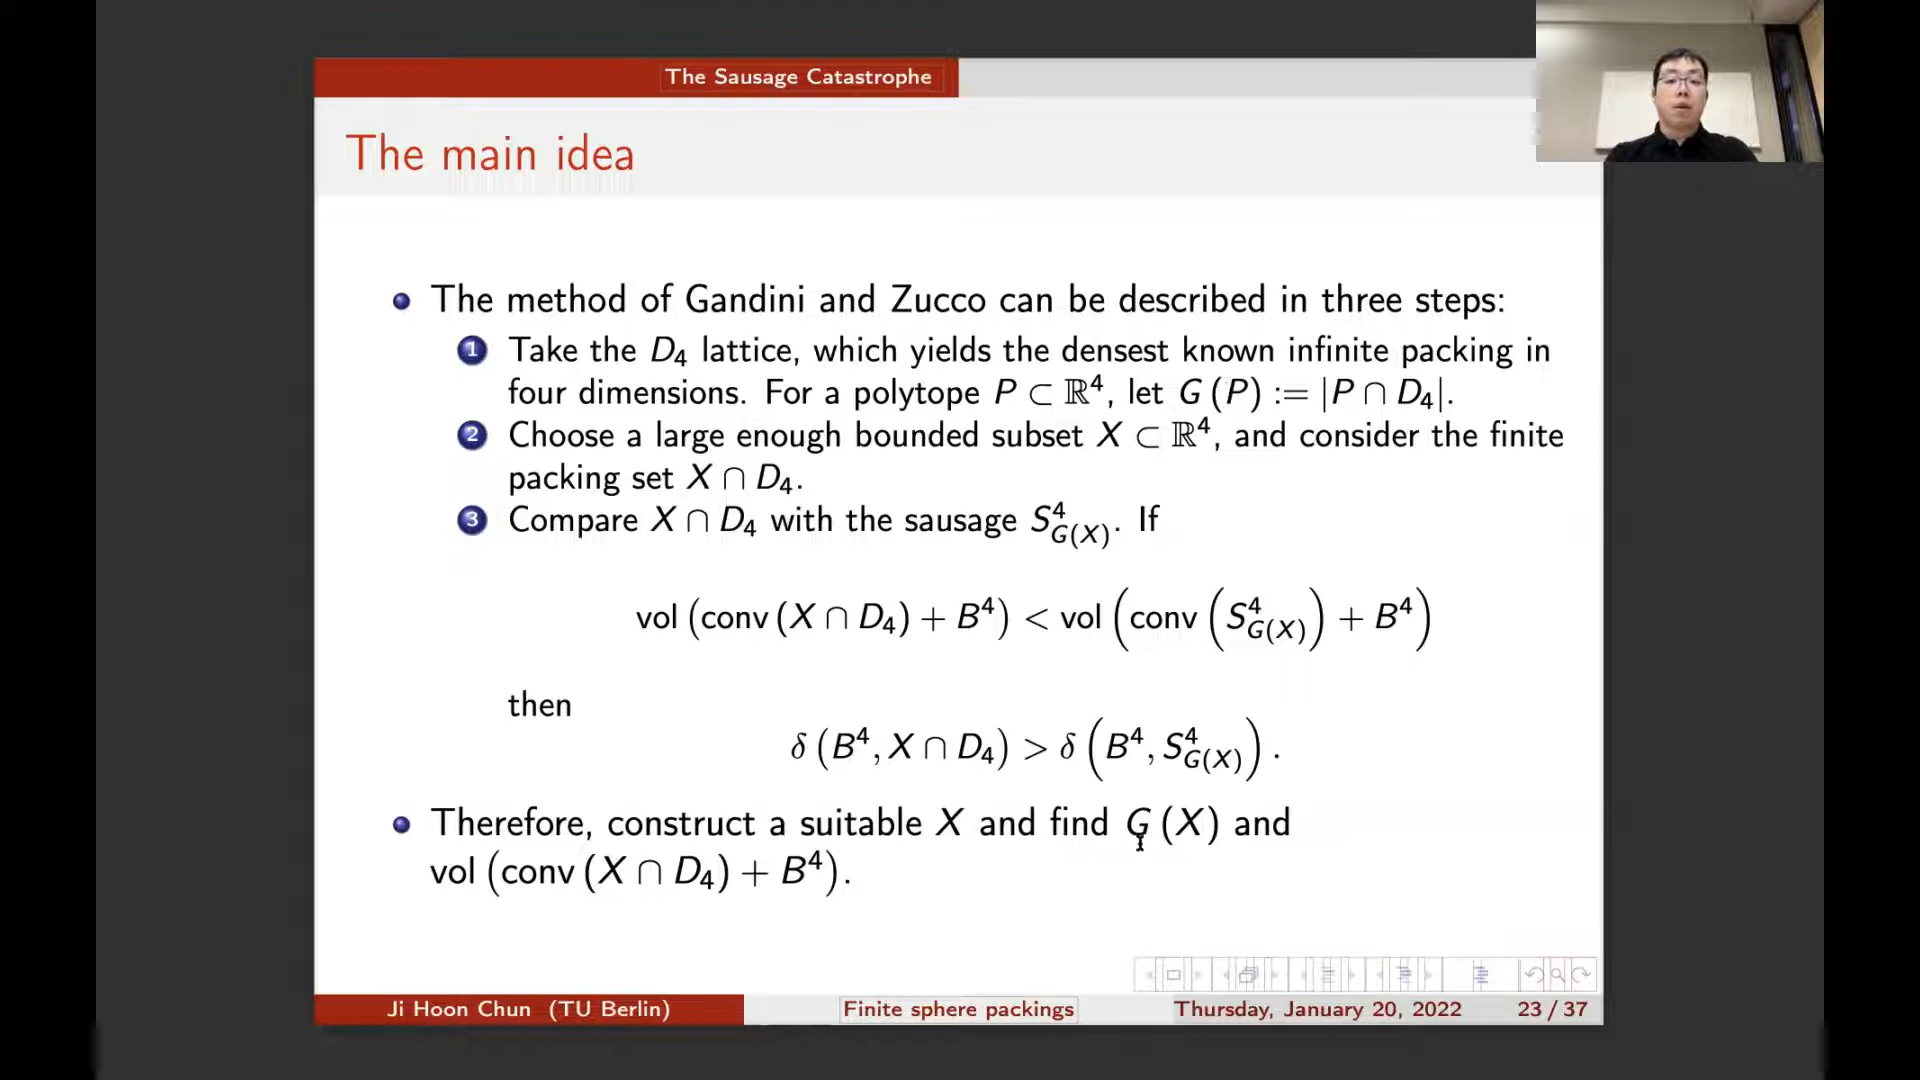 The Sausage Catastrophe
The main idea
The method of Gandini and Zucco can be described in three steps:
1 Take the D₄ lattice, which yields the densest known infinite packing in
four dimensions. For a polytope P ⊂ ℝ⁴, let G (P) := |P ∩ D₄|.
2 Choose a large enough bounded subset X ⊂ ℝ⁴, and consider the finite
packing set X ∩ D₄.
3 Compare X ∩ D₄ with the sausage S⁴_{G(X)}. If
vol (conv (X ∩ D₄) + B⁴) < vol (conv (S⁴_{G(X)}) + B⁴)
then
δ (B⁴, X ∩ D₄) > δ (B⁴, S⁴_{G(X)}).
Therefore, construct a suitable X and find G (X) and
vol (conv (X ∩ D₄) + B⁴).
Ji Hoon Chun (TU Berlin) Finite sphere packings Thursday, January 20, 2022 23 / 37